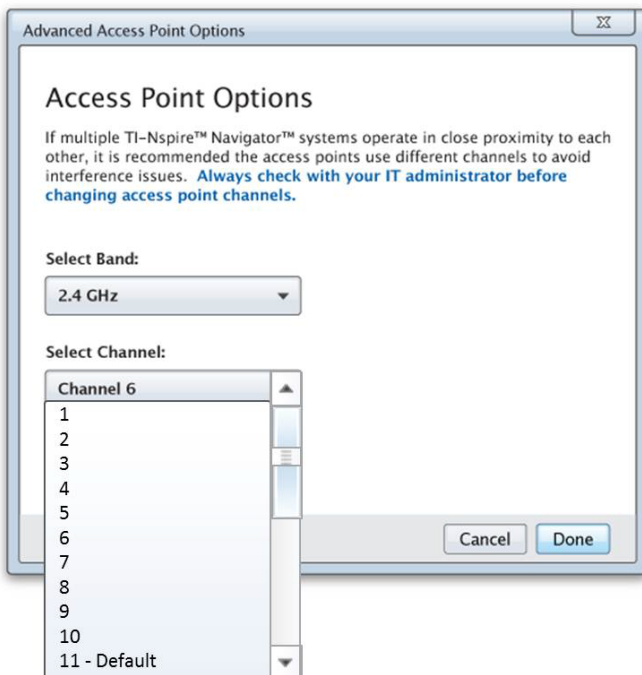 Advanced Access Point Options
Access Point Options
If multiple TI-Nspire™ Navigator™ systems operate in close proximity to each
other, it is recommended the access points use different channels to avoid
interference issues. Always check with your IT administrator before
changing access point channels.
Select Band:
2.4 GHz
Select Channel:
Channel 6
1
2
3
4
5
6
7
8
9
10
11 - Default
Cancel
Done